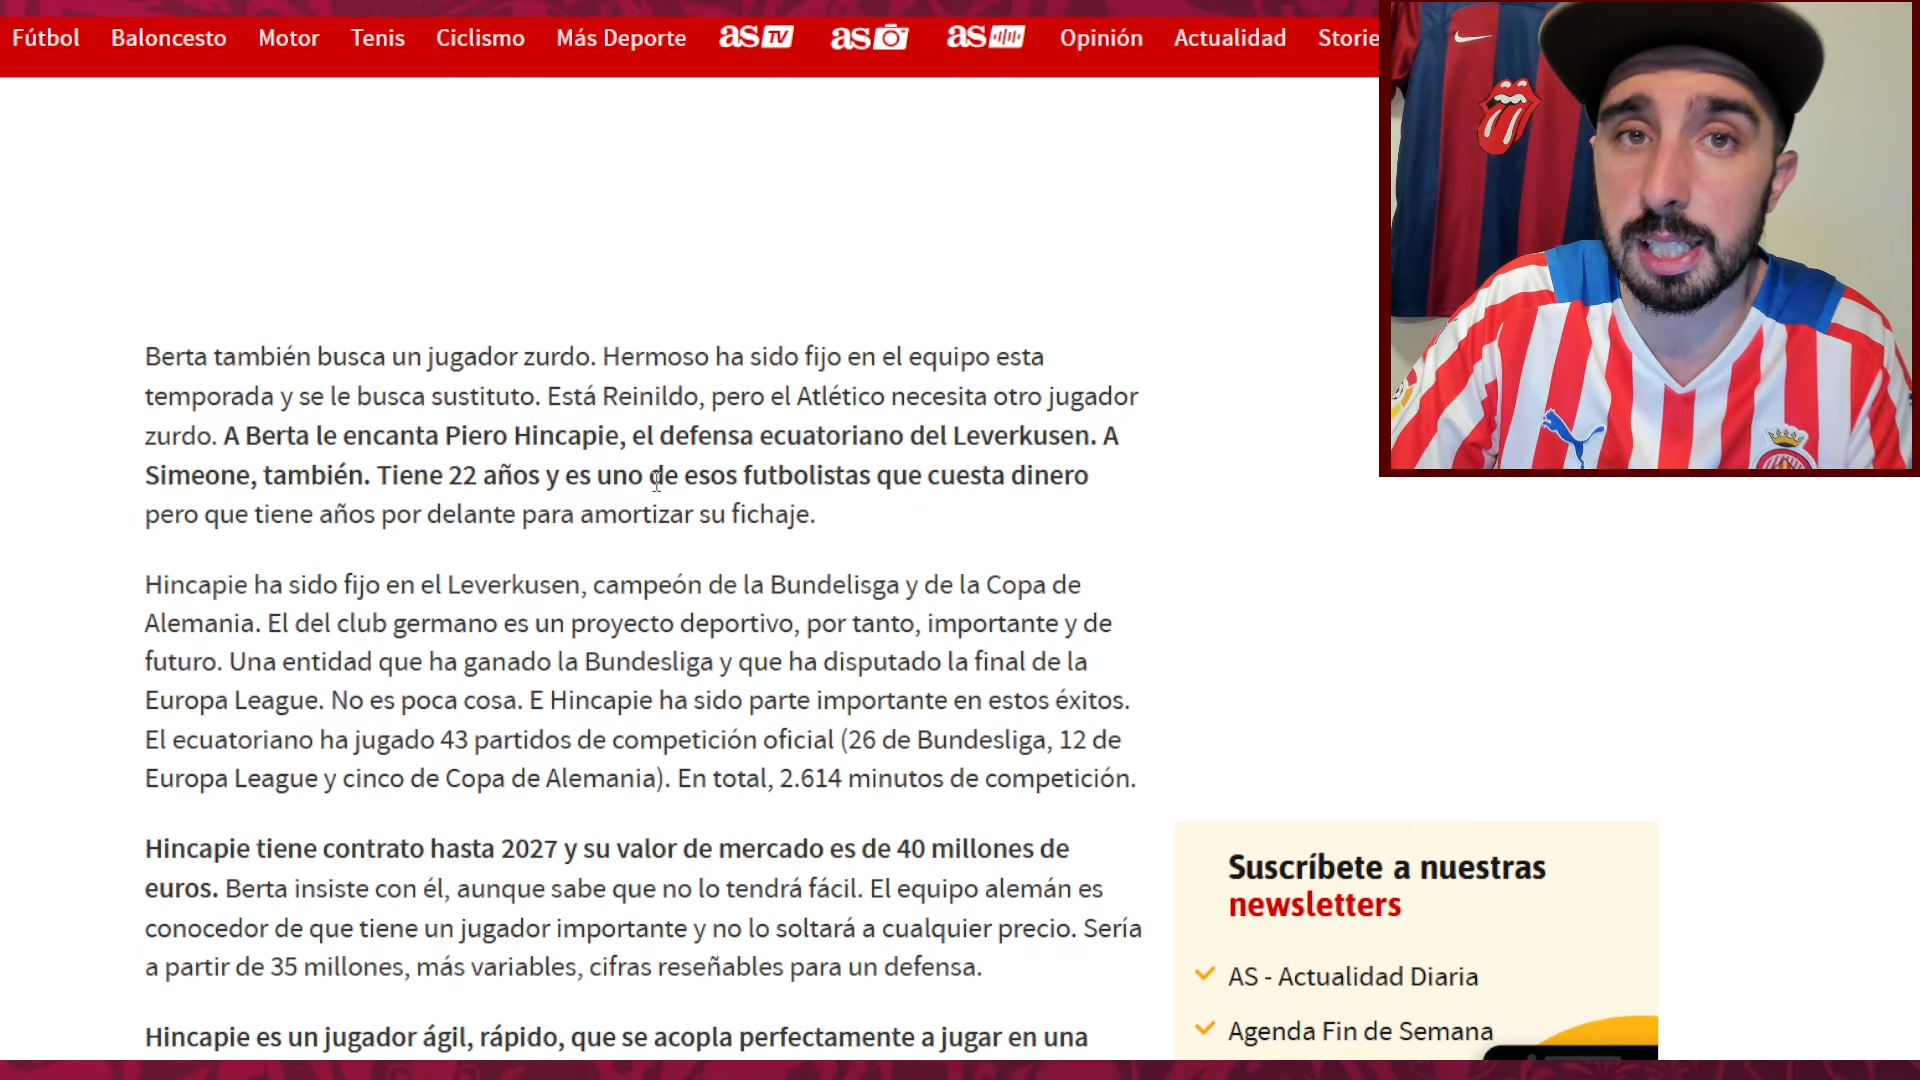 Fútbol Baloncesto Motor Tenis Ciclismo Más Deporte as TV as as Opinión Actualidad Storie
Berta también busca un jugador zurdo. Hermoso ha sido fijo en el equipo esta
temporada y se le busca sustituto. Está Reinildo, pero el Atlético necesita otro jugador
zurdo. A Berta le encanta Piero Hincapie, el defensa ecuatoriano del Leverkusen. A
Simeone, también. Tiene 22 años y es uno de esos futbolistas que cuesta dinero
pero que tiene años por delante para amortizar su fichaje.
Hincapie ha sido fijo en el Leverkusen, campeón de la Bundelisga y de la Copa de
Alemania. El del club germano es un proyecto deportivo, por tanto, importante y de
futuro. Una entidad que ha ganado la Bundesliga y que ha disputado la final de la
Europa League. No es poca cosa. E Hincapie ha sido parte importante en estos éxitos.
El ecuatoriano ha jugado 43 partidos de competición oficial (26 de Bundesliga, 12 de
Europa League y cinco de Copa de Alemania). En total, 2.614 minutos de competición.
Hincapie tiene contrato hasta 2027 y su valor de mercado es de 40 millones de
euros. Berta insiste con él, aunque sabe que no lo tendrá fácil. El equipo alemán es
conocedor de que tiene un jugador importante y no lo soltará a cualquier precio. Sería
a partir de 35 millones, más variables, cifras reseñables para un defensa.
Hincapie es un jugador ágil, rápido, que se acopla perfectamente a jugar en una
Suscríbete a nuestras
newsletters
AS - Actualidad Diaria
Agenda Fin de Semana